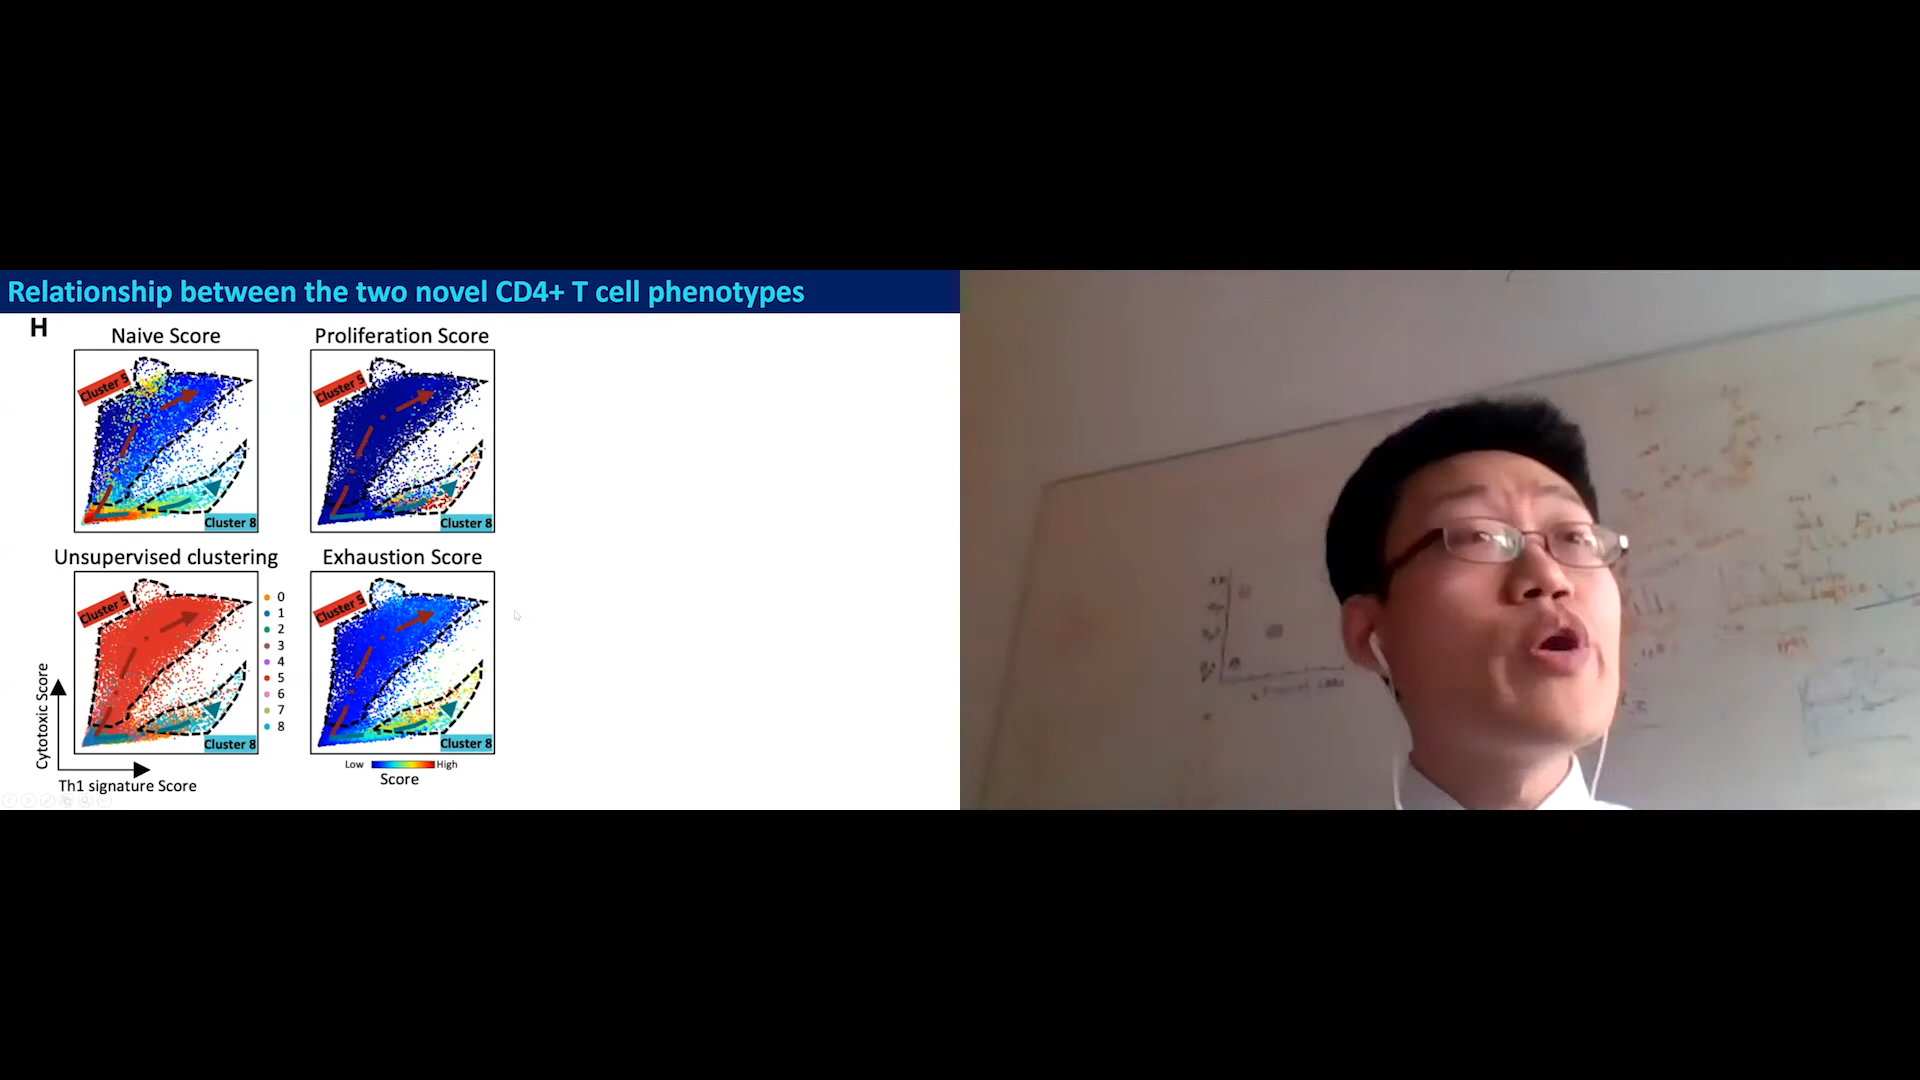 Relationship between the two novel CD4+ T cell phenotypes
H
Naive Score
Proliferation Score
Cluster 5
Cluster 8
Cluster 5
Cluster 8
Unsupervised clustering
Exhaustion Score
Cluster 5
Cluster 8
0
1
2
3
4
5
6
7
8
Cluster 5
Cluster 8
Cytotoxic Score
Th1 signature Score
Low
High
Score